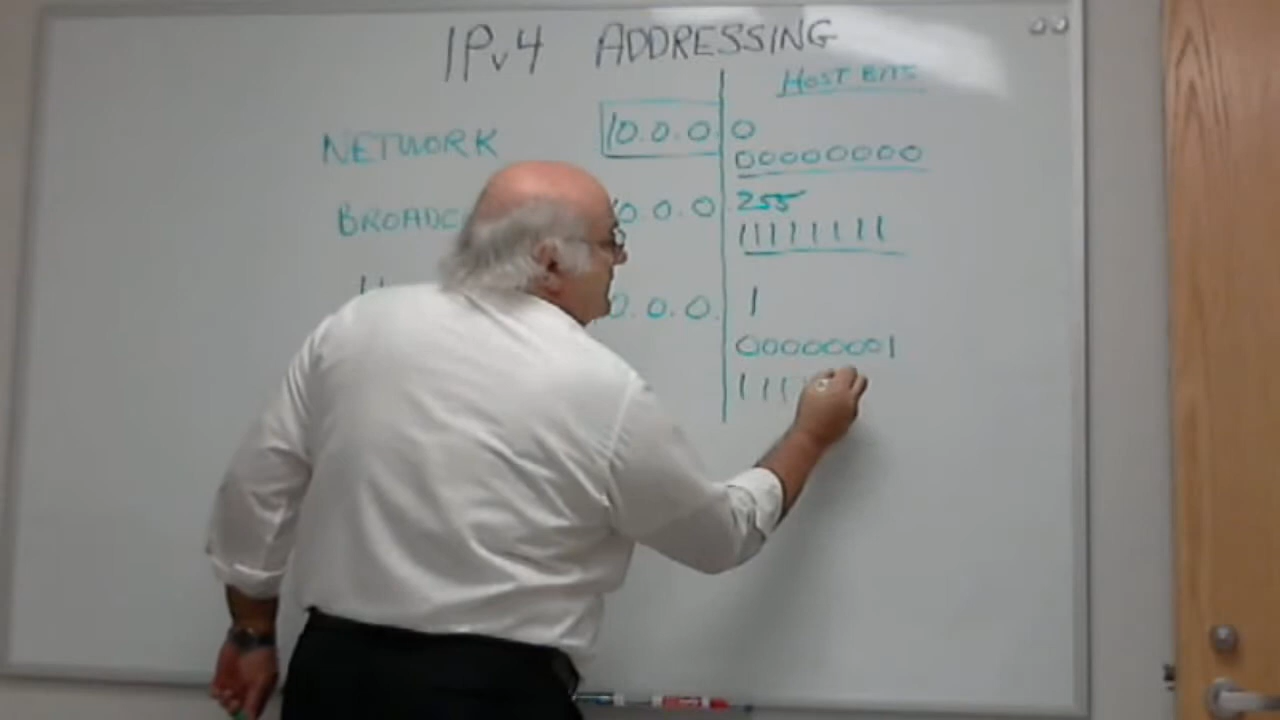 IPv4 ADDRESSING
HOST BITS
NETWORK 10.0.0. 0
00000000
10.0.0. 255
11111111
0.0.0. 1
00000001